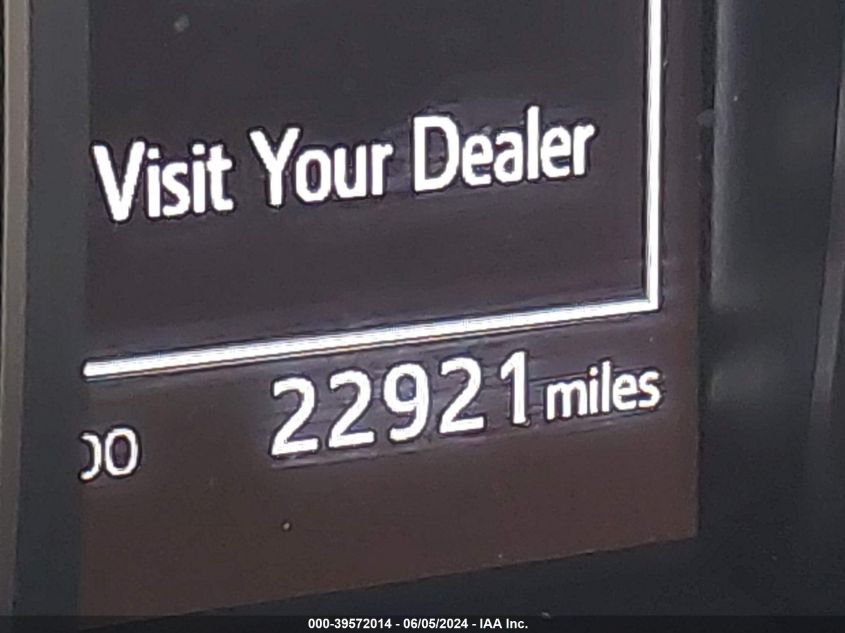 Visit Your Dealer
22921 miles
000-39572014 - 06/05/2024 - IAA Inc.